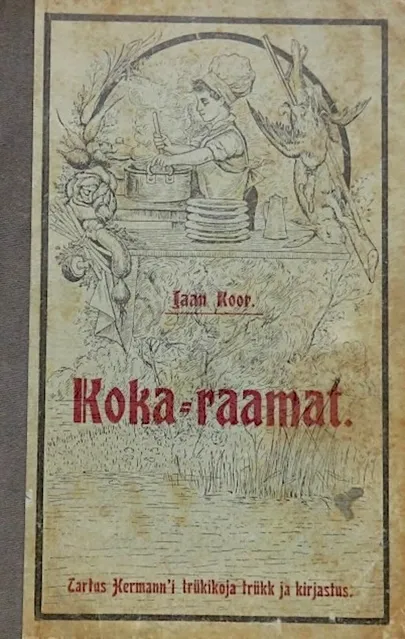 Jaan Koor.
Koka-raamat.
Tartus Hermann'i trükikoja trükk ja kirjastus.